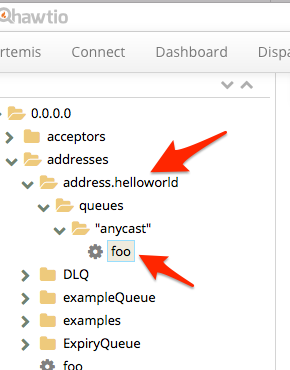 hawtio
rtemis Connect Dashboard Disp
0.0.0.0
acceptors
addresses
address.helloworld
queues
"anycast"
foo
DLQ
exampleQueue
examples
ExpiryQueue
foo